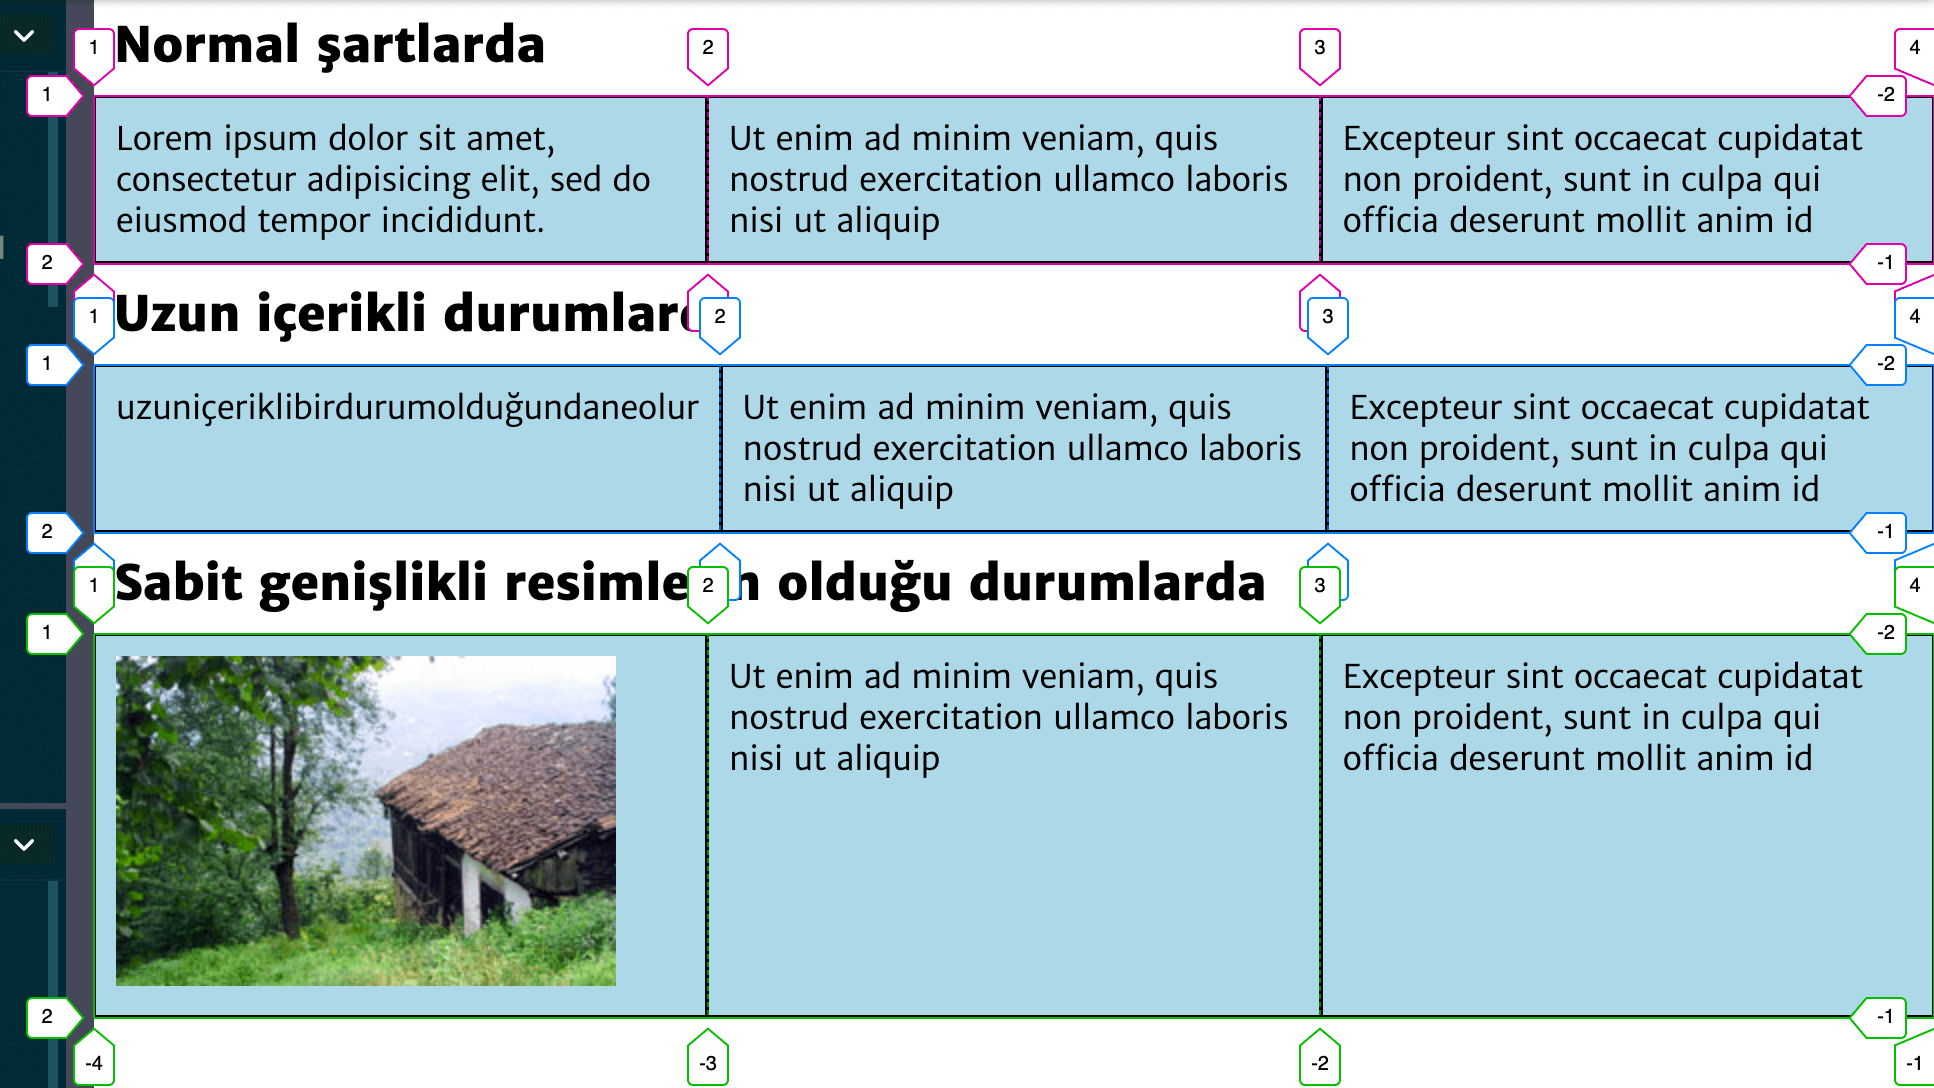 Normal şartlarda
1
2
3
4
1
-2
Lorem ipsum dolor sit amet,
consectetur adipisicing elit, sed do
eiusmod tempor incididunt.
Ut enim ad minim veniam, quis
nostrud exercitation ullamco laboris
nisi ut aliquip
Excepteur sint occaecat cupidatat
non proident, sunt in culpa qui
officia deserunt mollit anim id
2
-1
Uzun içerikli
1
2
3
4
1
-2
uzuniçeriklibirdurumolduğundaneolur
Ut enim ad minim veniam, quis
nostrud exercitation ullamco laboris
nisi ut aliquip
Excepteur sint occaecat cupidatat
non proident, sunt in culpa qui
officia deserunt mollit anim id
2
-1
Sabit genişlikli olduğu durumlarda
1
2
3
4
1
-2
Ut enim ad minim veniam, quis
nostrud exercitation ullamco laboris
nisi ut aliquip
Excepteur sint occaecat cupidatat
non proident, sunt in culpa qui
officia deserunt mollit anim id
2
-1
-4
-3
-2
-1